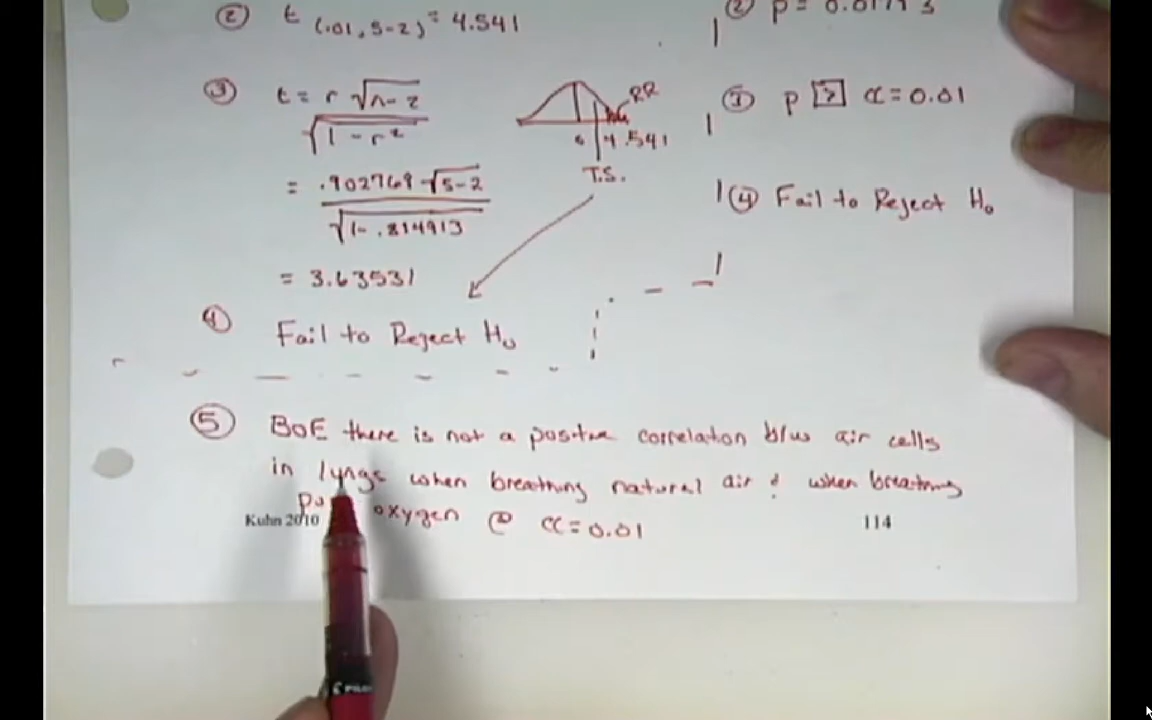 ② t (.01, 5-2) = 4.541
③ t = r √n-2
√1 - r²
= .902769 √5-2
√1-.814913
= 3.63531
RR
4.541
T.S.
④ Fail to Reject H₀
② p =
③ p > α = 0.01
④ Fail to Reject H₀
⑤ BOE there is not a positive correlation b/w air cells
in lungs when breathing natural air & when breathing
oxygen @ α = 0.01
Kuhn 2010
114
PILOT